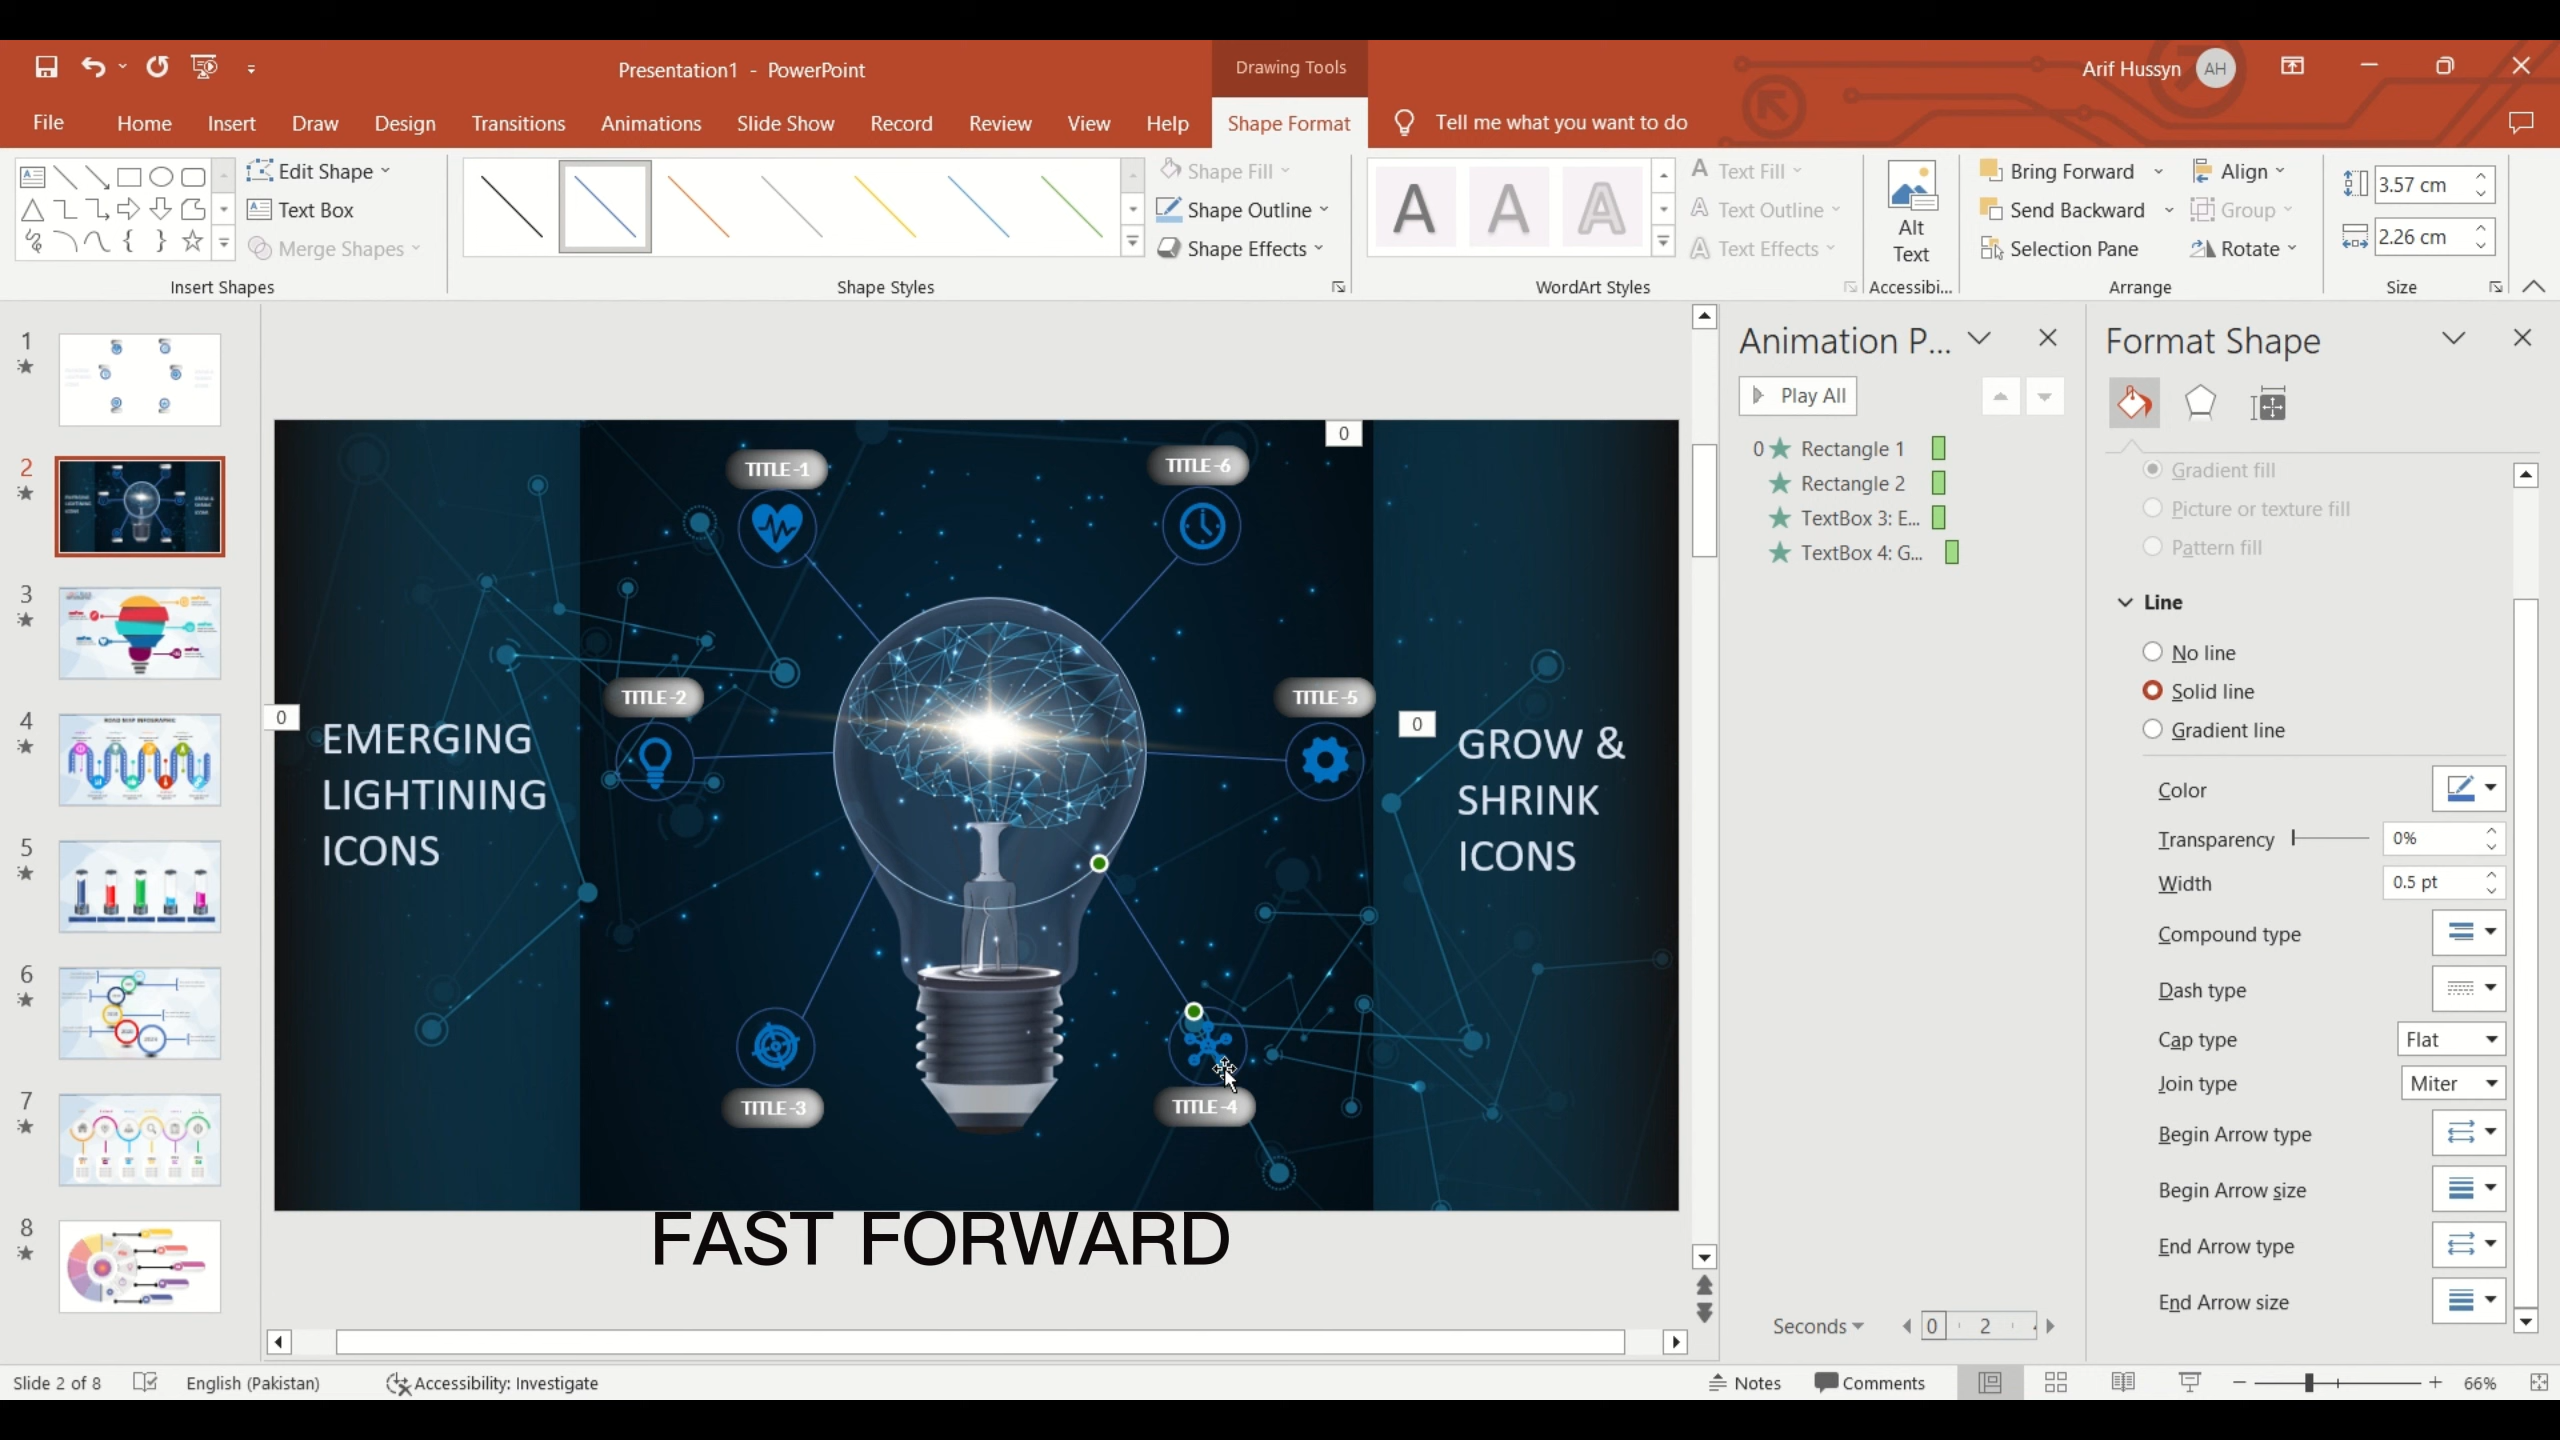 Presentation1 - PowerPoint
Drawing Tools
Arif Hussyn
AH
File
Home
Insert
Draw
Design
Transitions
Animations
Slide Show
Record
Review
View
Help
Shape Format
Tell me what you want to do
Edit Shape
Text Box
Merge Shapes
Insert Shapes
Shape Fill
Shape Outline
Shape Effects
Shape Styles
A
A
A
Text Fill
Text Outline
Text Effects
WordArt Styles
Alt
Text
Accessibi...
Bring Forward
Send Backward
Selection Pane
Align
Group
Rotate
Arrange
3.57 cm
2.26 cm
Size
1
2
3
4
5
6
7
8
TITLE-1
TITLE-6
TITLE-2
TITLE-5
TITLE-3
TITLE-4
0
0
0
EMERGING
LIGHTINING
ICONS
GROW &
SHRINK
ICONS
FAST FORWARD
Animation P...
Play All
0 Rectangle 1
Rectangle 2
TextBox 3: E...
TextBox 4: G...
Seconds
0
2
Format Shape
Gradient fill
Picture or texture fill
Pattern fill
Line
No line
Solid line
Gradient line
Color
Transparency
0%
Width
0.5 pt
Compound type
Dash type
Cap type
Flat
Join type
Miter
Begin Arrow type
Begin Arrow size
End Arrow type
End Arrow size
Slide 2 of 8
English (Pakistan)
Accessibility: Investigate
Notes
Comments
66%